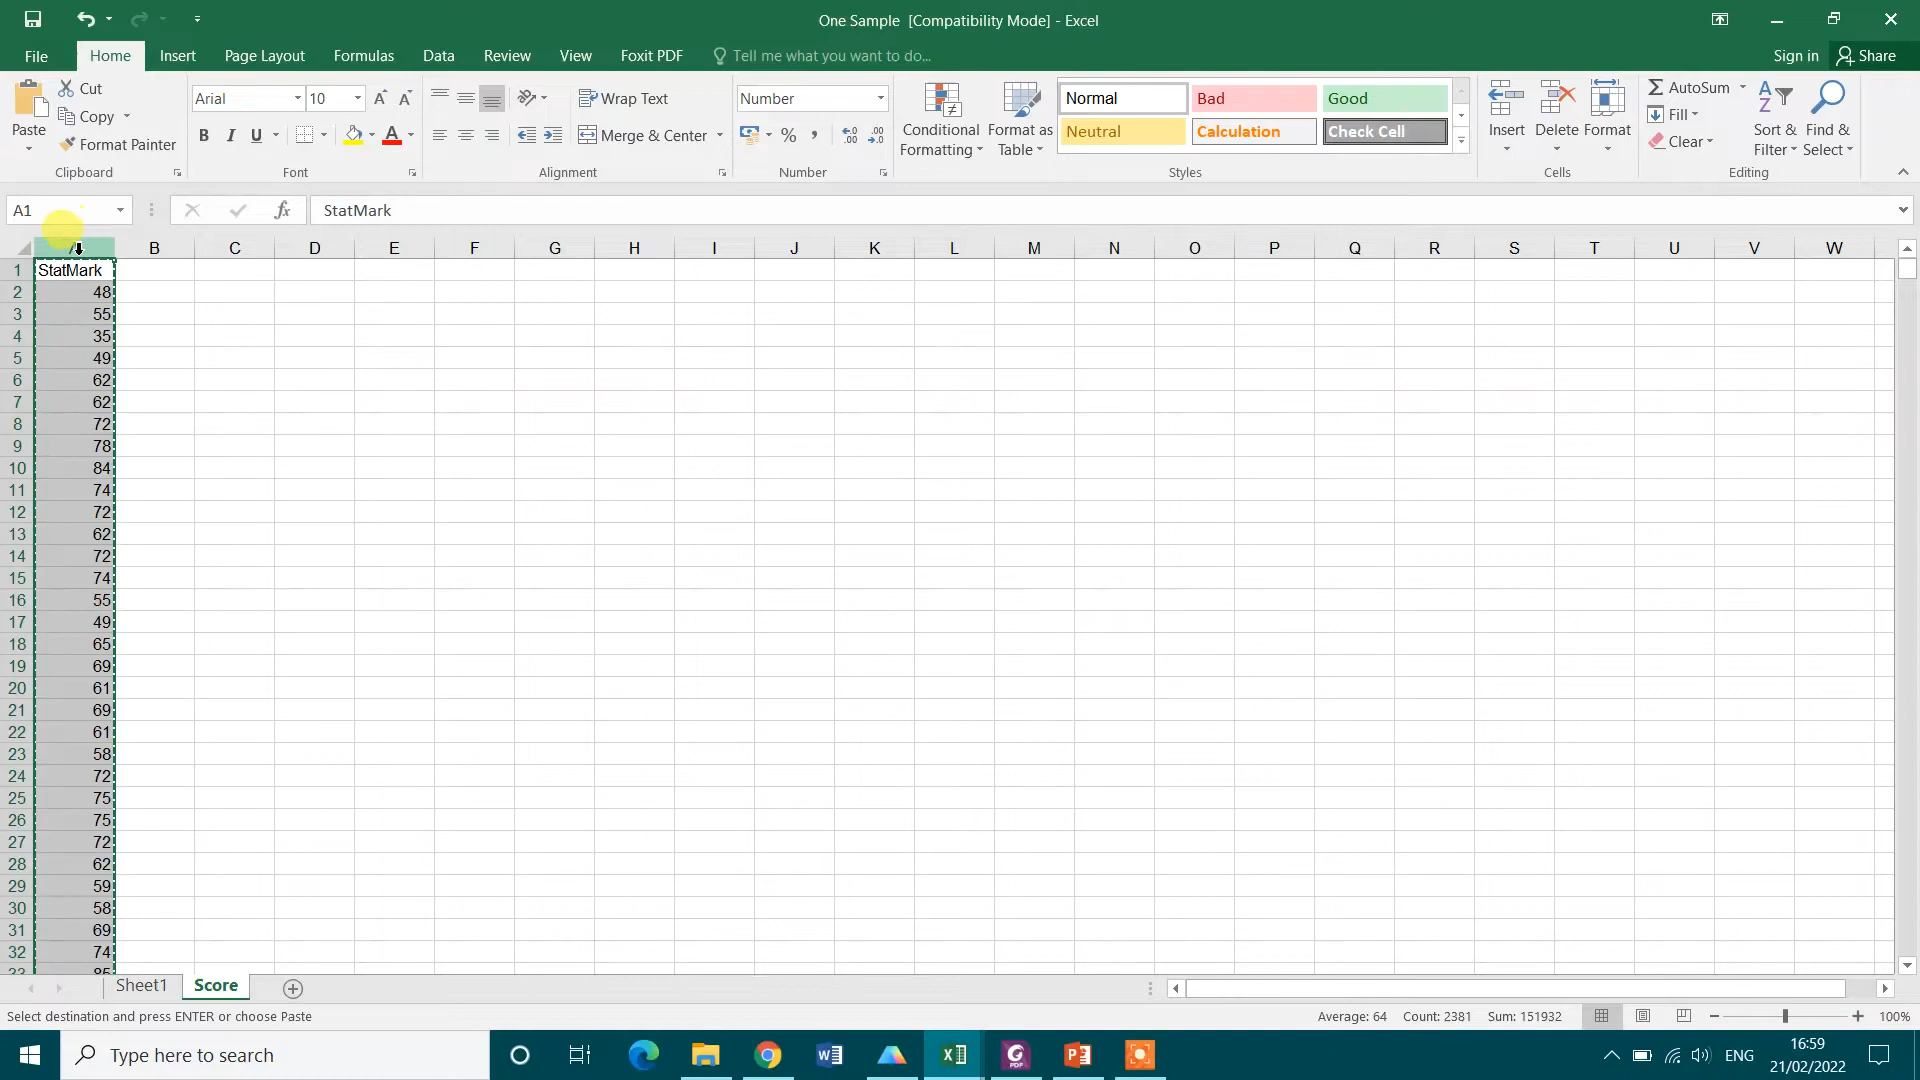 One Sample [Compatibility Mode] - Excel
File Home Insert Page Layout Formulas Data Review View Foxit PDF Tell me what you want to do... Sign in Share
Cut
Copy
Format Painter
Paste
Clipboard
Arial 10
B I U A
Font
Wrap Text
Merge & Center
Alignment
Number
%
Number
Conditional Formatting
Format as Table
Normal Bad Good
Neutral Calculation Check Cell
Styles
Insert Delete Format
Cells
AutoSum
Fill
Clear
Sort & Filter
Find & Select
Editing
A1 fx StatMark
A B C D E F G H I J K L M N O P Q R S T U V W
1 StatMark
2 48
3 55
4 35
5 49
6 62
7 62
8 72
9 78
10 84
11 74
12 72
13 62
14 72
15 74
16 55
17 49
18 65
19 69
20 61
21 69
22 61
23 58
24 72
25 75
26 75
27 72
28 62
29 59
30 58
31 69
32 74
33 85
Sheet1 Score
Select destination and press ENTER or choose Paste Average: 64 Count: 2381 Sum: 151932 100%
Type here to search ENG 16:59
21/02/2022